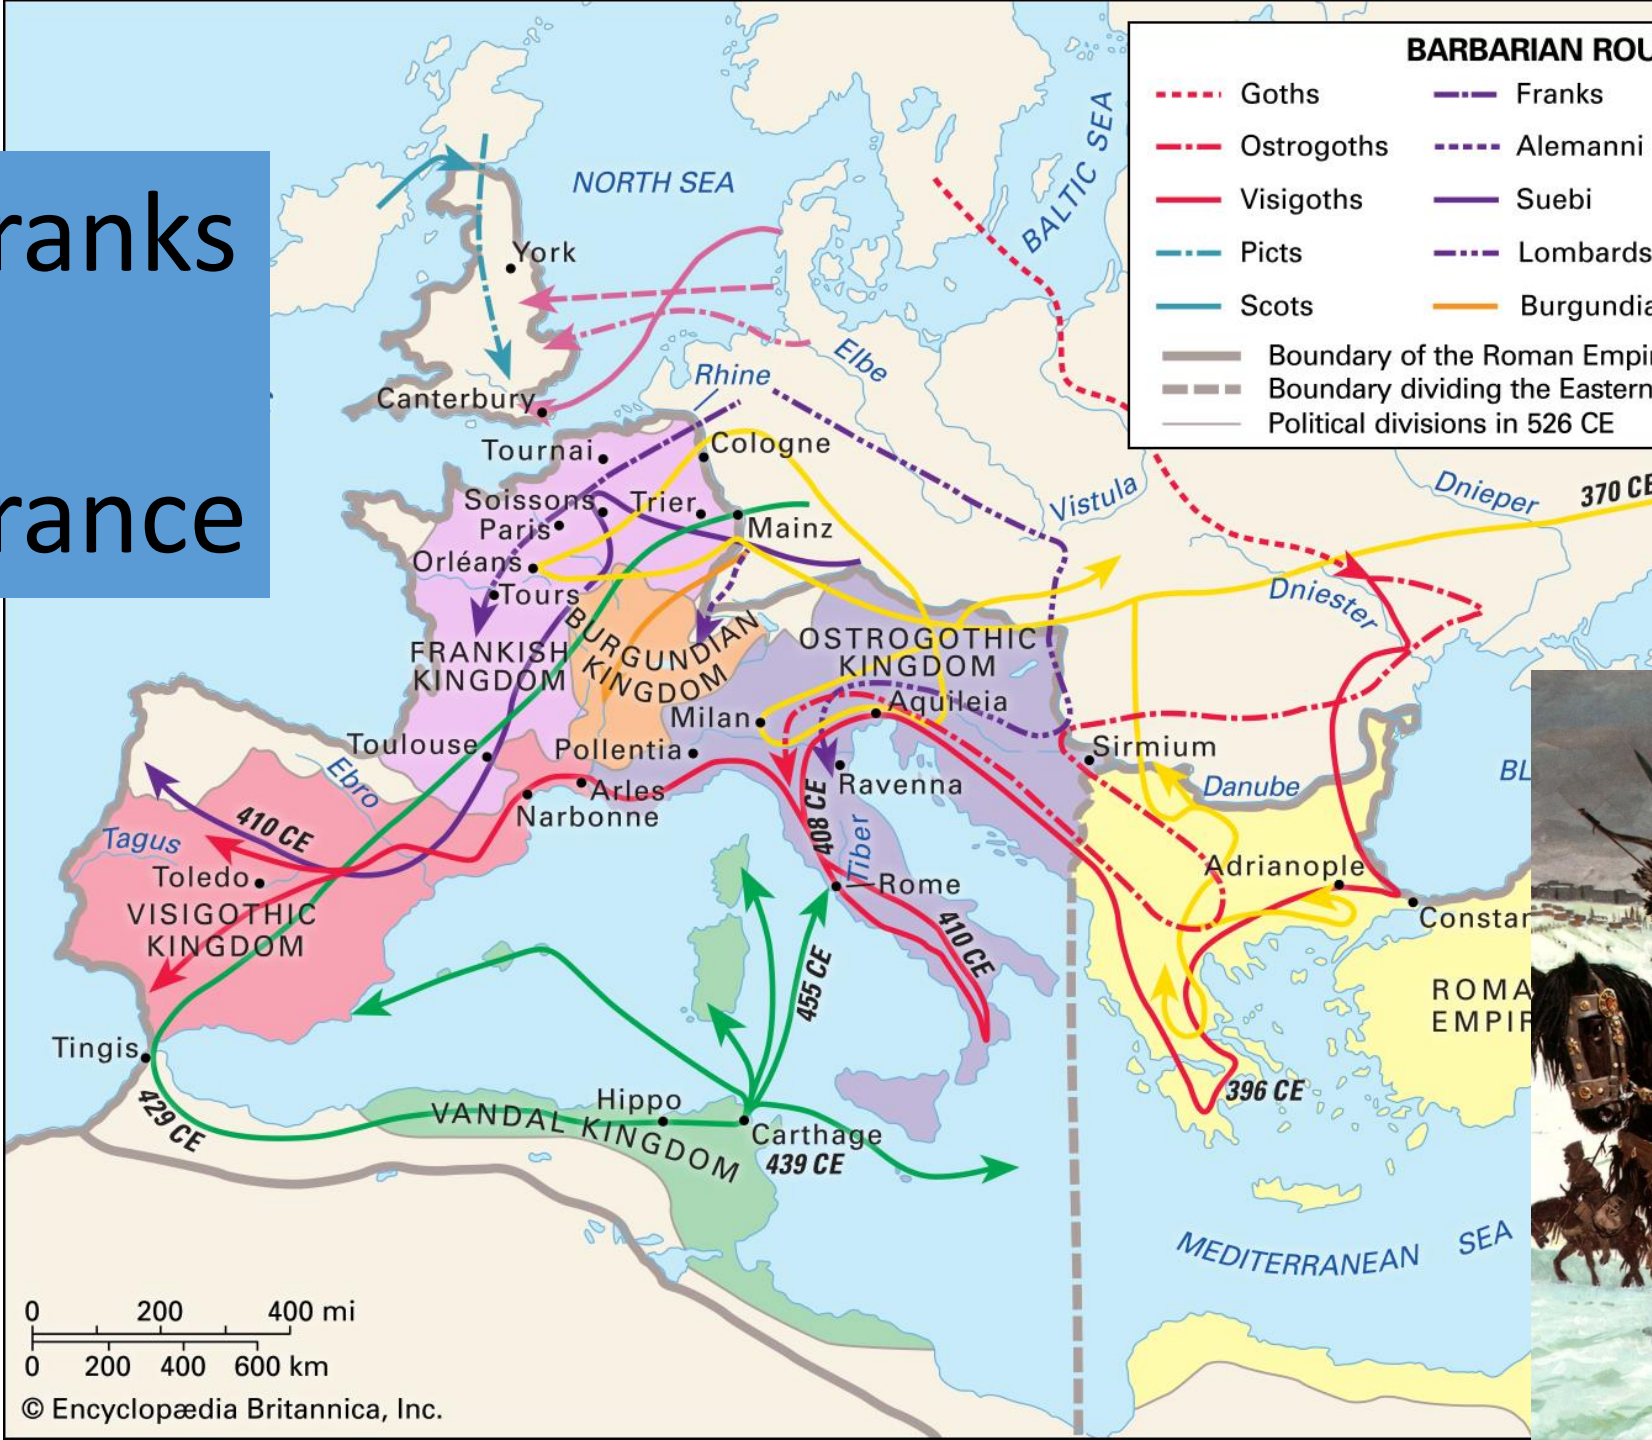 BARBARIAN ROU
Goths
Franks
Ostrogoths
Alemanni
Visigoths
Suebi
Picts
Lombards
Scots
Burgundia
Boundary of the Roman Empi
Boundary dividing the Eastern
Political divisions in 526 CE
ranks
rance
NORTH SEA
BALTIC SEA
York
Elbe
Rhine
Canterbury
Tournai
Cologne
Soissons
Trier
Paris
Mainz
Orléans
Tours
Vistula
Dnieper
370 CE
Dniester
FRANKISH
KINGDOM
BURGUNDIAN
KINGDOM
OSTROGOTHIC
KINGDOM
Milan
Aquileia
Toulouse
Pollentia
Sirmium
Ebro
Arles
Ravenna
Danube
BL
Narbonne
408 CE
Tiber
410 CE
Tagus
Toledo
Rome
Adrianople
VISIGOTHIC
KINGDOM
410 CE
Constan
455 CE
ROMA
EMPIR
Tingis
429 CE
Hippo
VANDAL KINGDOM
Carthage
439 CE
396 CE
MEDITERRANEAN SEA
0 200 400 mi
0 200 400 600 km
© Encyclopædia Britannica, Inc.